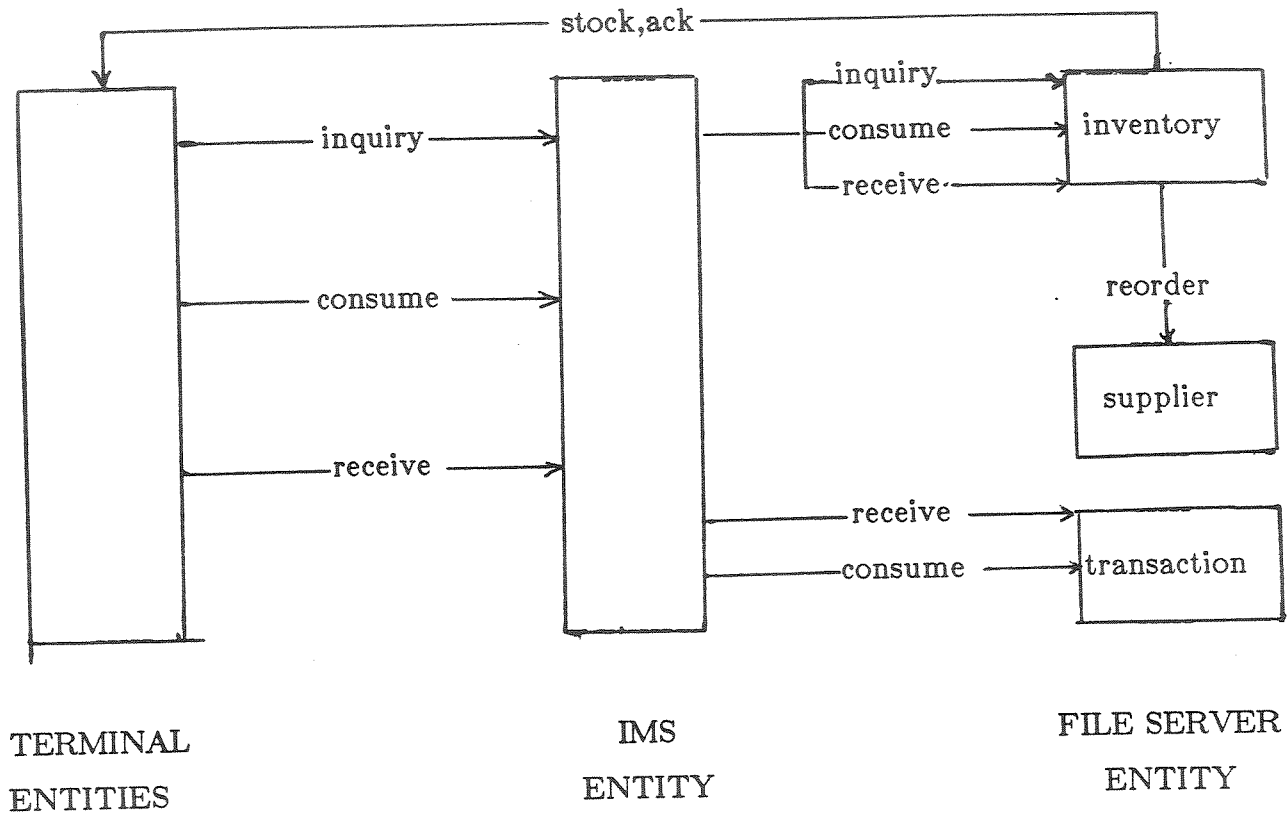 stock,ack
inquiry
consume
receive
inquiry
consume
receive
inventory
reorder
supplier
receive
consume
transaction
TERMINAL
ENTITIES
IMS
ENTITY
FILE SERVER
ENTITY